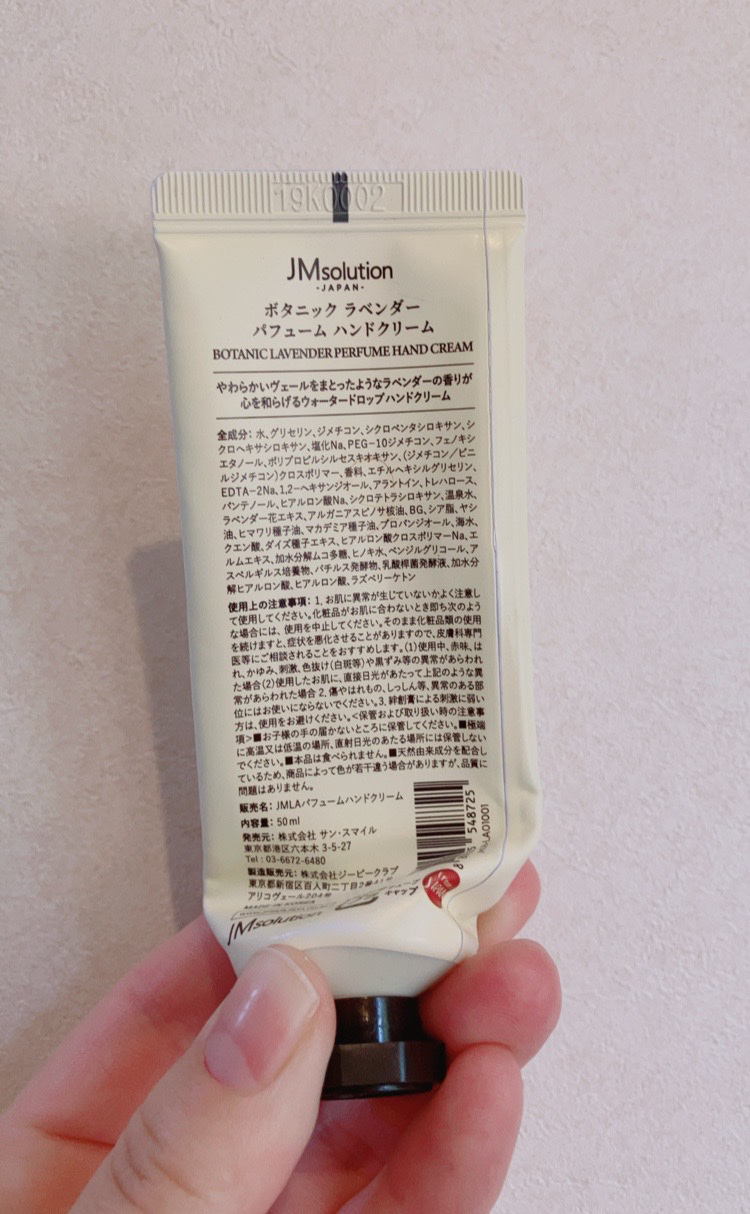 19K0002
JMsolution
-JAPAN-
ボタニック ラベンダー
パフューム ハンドクリーム
BOTANIC LAVENDER PERFUME HAND CREAM
やわらかいヴェールをまとったようなラベンダーの香りが
心を和らげるウォータードロップハンドクリーム
全成分：水、グリセリン、ジメチコン、シクロペンタシロキサン、シ
クロヘキサシロキサン、塩化Na、PEG-10ジメチコン、フェノキシ
エタノール、ポリプロピルシルセスキオキサン、(ジメチコン／ビニ
ルジメチコン)クロスポリマー、香料、エチルヘキシルグリセリン、
EDTA-2Na、1,2-ヘキサンジオール、アラントイン、トレハロース、
パンテノール、ヒアルロン酸Na、シクロテトラシロキサン、温泉水、
ラベンダー花エキス、アルガニアスピノサ核油、BG、シア脂、ヤシ
油、ヒマワリ種子油、マカデミア種子油、プロパンジオール、海水、
クエン酸、ダイズ種子エキス、ヒアルロン酸クロスポリマーNa、エ
ルムエキス、加水分解ムコ多糖、ヒノキ水、ベンジルグリコール、ア
スペルギルス培養物、バチルス発酵物、乳酸桿菌発酵液、加水分
解ヒアルロン酸、ヒアルロン酸、ラズベリーケトン
使用上の注意事項：1. お肌に異常が生じていないかよく注意し
て使用してください。化粧品がお肌に合わないとき即ち次のよう
な場合には、使用を中止してください。そのまま化粧品類の使用
を続けますと、症状を悪化させることがありますので、皮膚科専門
医等にご相談されることをおすすめします。(1)使用中、赤味、は
れ、かゆみ、刺激、色抜け(白斑等)や黒ずみ等の異常があらわれ
た場合(2)使用したお肌に、直接日光があたって上記のような異
常があらわれた場合 2. 傷やはれもの、しっしん等、異常のある部
位にはお使いにならないでください。3. 絆創膏による刺激に弱い
方は、使用をお避けください。<保管および取り扱い時の注意事
項>■お子様の手の届かないところに保管してください。■極端
に高温又は低温の場所、直射日光のあたる場所には保管しない
でください。■本品は食べられません。■天然由来成分を配合し
ているため、商品によって色が若干違う場合がありますが、品質に
問題はありません。
販売名：JMLAパフュームハンドクリーム
内容量：50ml
発売元：株式会社 サン・スマイル
東京都港区六本木 3-5-27
Tel : 03-6672-6480
製造販売元：株式会社ジーピークラブ
東京都新宿区百人町二丁目2番41号
アリコヴェール204号
MADE IN KOREA
JMsolution
キャップ
548725
LA01001